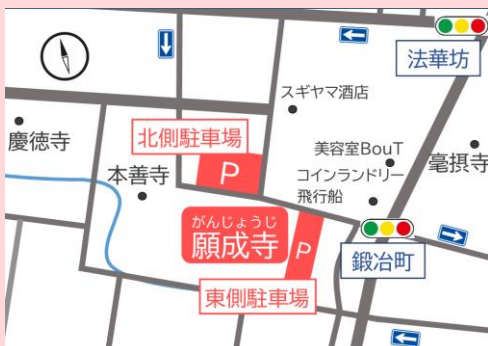 法華坊
スギヤマ酒店
慶徳寺
北側駐車場
美容室BouT
毫摂寺
P
コインランドリー
飛行船
本善寺
がんじょうじ
願成寺
P
鍛冶町
東側駐車場